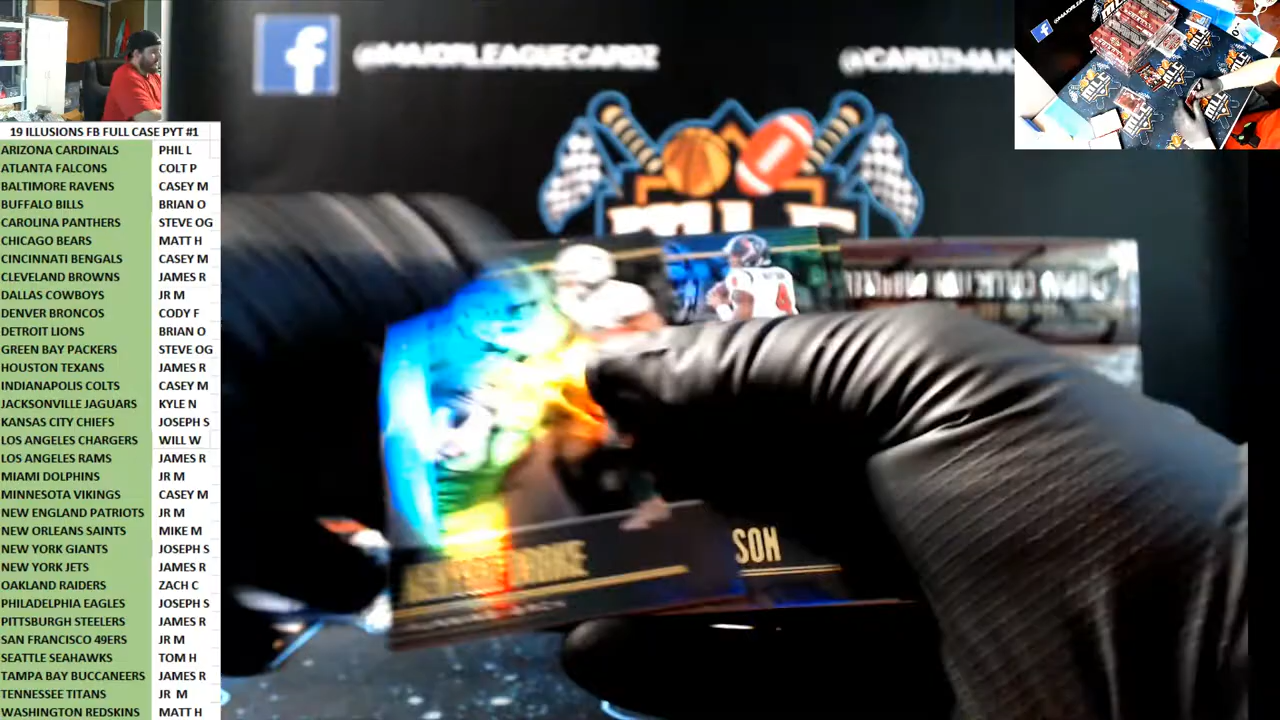 @MAJORLEAGUECARDZ
@CARDZMAJO
19 ILLUSIONS FB FULL CASE PYT #1
ARIZONA CARDINALS PHIL L
ATLANTA FALCONS COLT P
BALTIMORE RAVENS CASEY M
BUFFALO BILLS BRIAN O
CAROLINA PANTHERS STEVE OG
CHICAGO BEARS MATT H
CINCINNATI BENGALS CASEY M
CLEVELAND BROWNS JAMES R
DALLAS COWBOYS JR M
DENVER BRONCOS CODY F
DETROIT LIONS BRIAN O
GREEN BAY PACKERS STEVE OG
HOUSTON TEXANS JAMES R
INDIANAPOLIS COLTS CASEY M
JACKSONVILLE JAGUARS KYLE N
KANSAS CITY CHIEFS JOSEPH S
LOS ANGELES CHARGERS WILL W
LOS ANGELES RAMS JAMES R
MIAMI DOLPHINS JR M
MINNESOTA VIKINGS CASEY M
NEW ENGLAND PATRIOTS JR M
NEW ORLEANS SAINTS MIKE M
NEW YORK GIANTS JOSEPH S
NEW YORK JETS JAMES R
OAKLAND RAIDERS ZACH C
PHILADELPHIA EAGLES JOSEPH S
PITTSBURGH STEELERS JAMES R
SAN FRANCISCO 49ERS JR M
SEATTLE SEAHAWKS TOM H
TAMPA BAY BUCCANEERS JAMES R
TENNESSEE TITANS JR M
WASHINGTON REDSKINS MATT H
SON